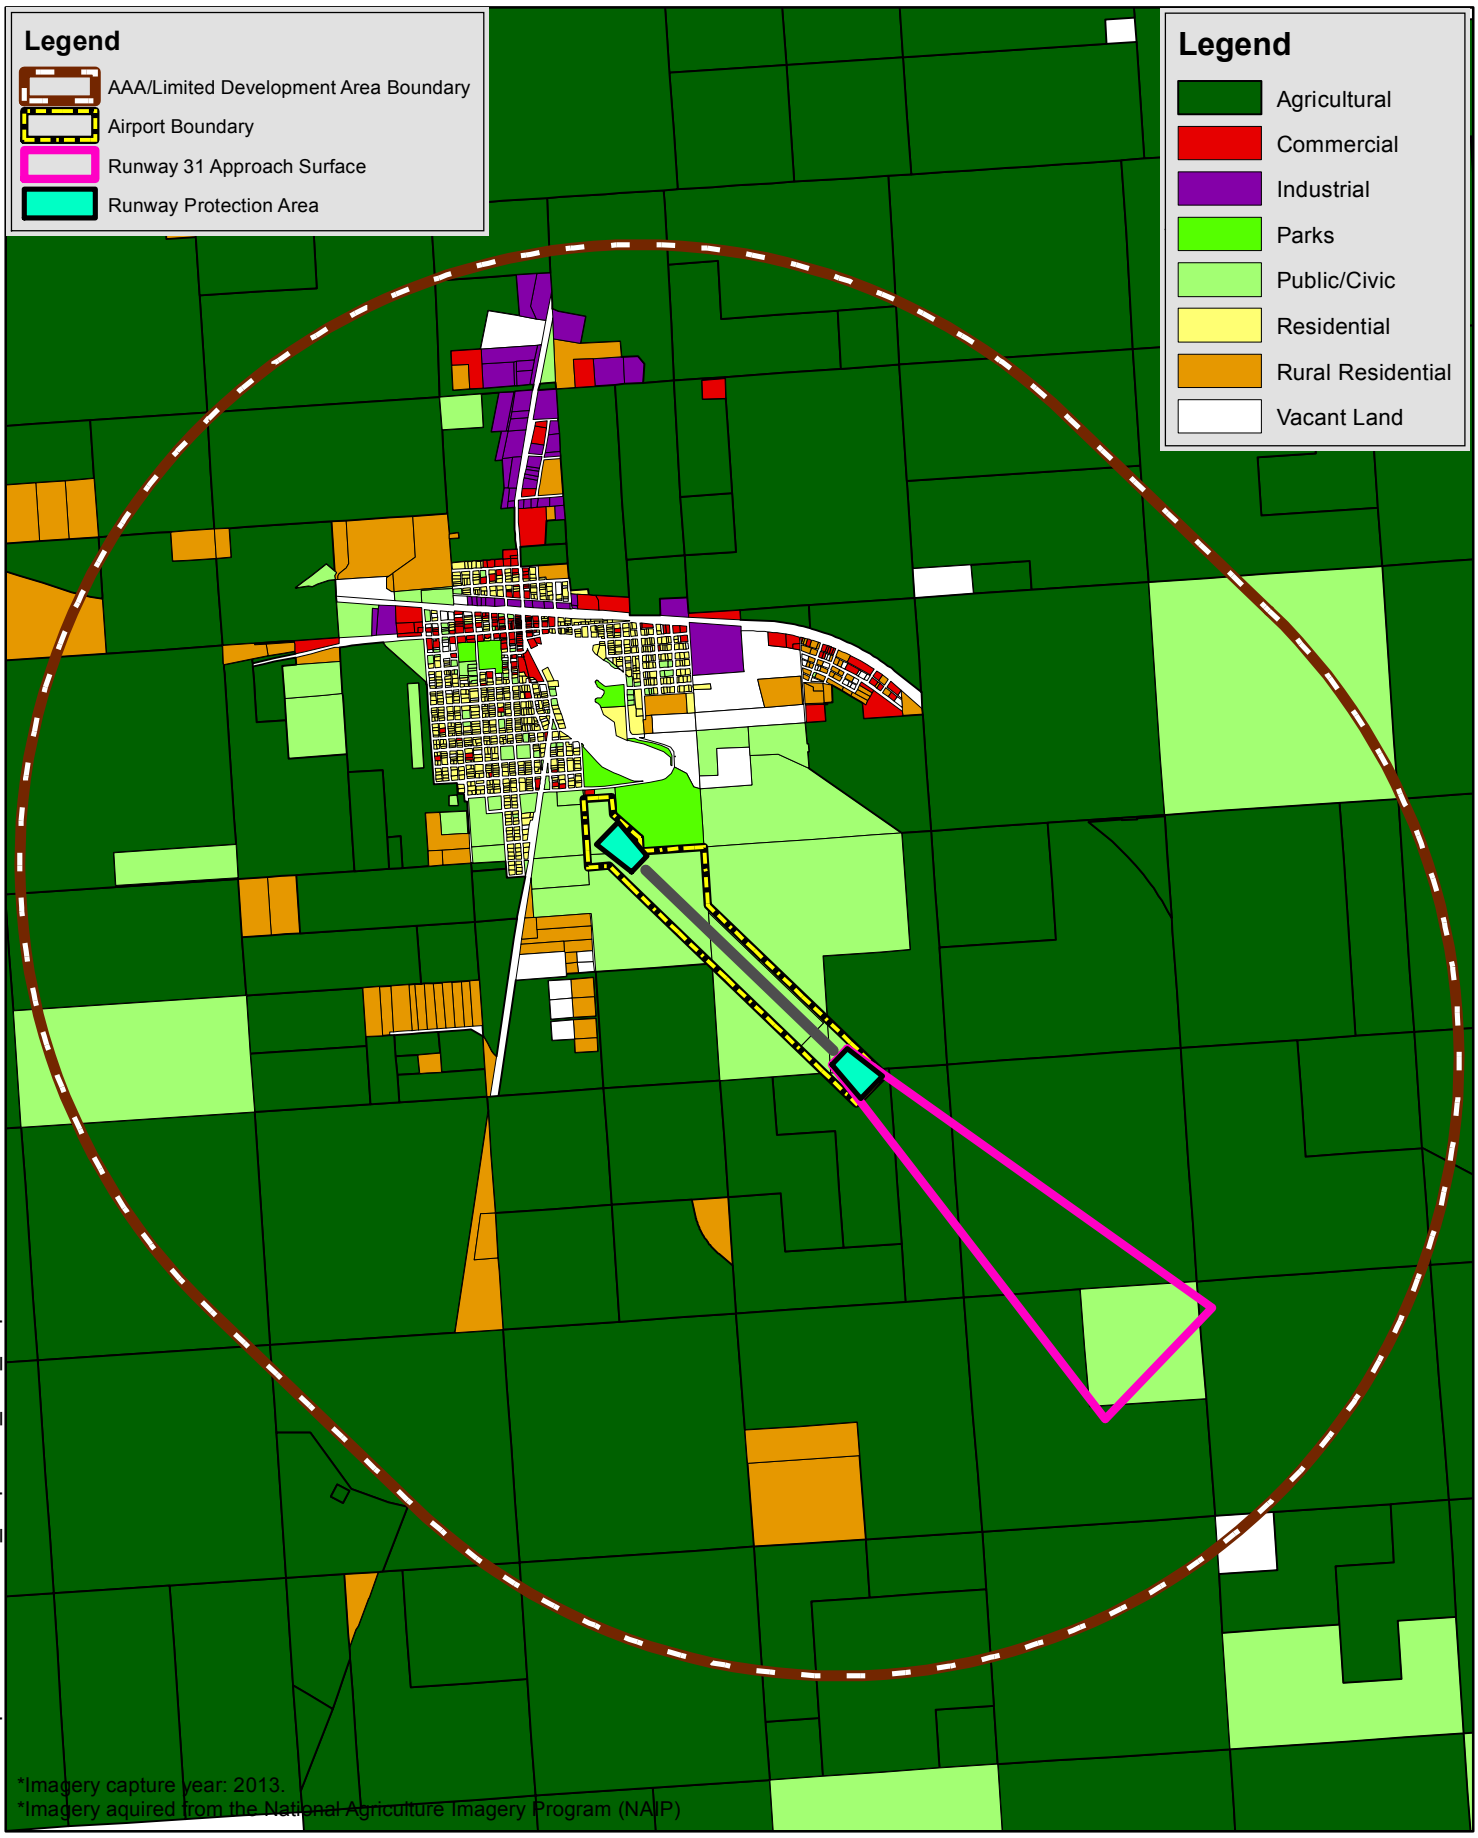 Legend
AAA/Limited Development Area Boundary
Airport Boundary
Runway 31 Approach Surface
Runway Protection Area
Legend
Agricultural
Commercial
Industrial
Parks
Public/Civic
Residential
Rural Residential
Vacant Land
*Imagery capture year: 2013.
*Imagery aquired from the National Agriculture Imagery Program (NAIP)